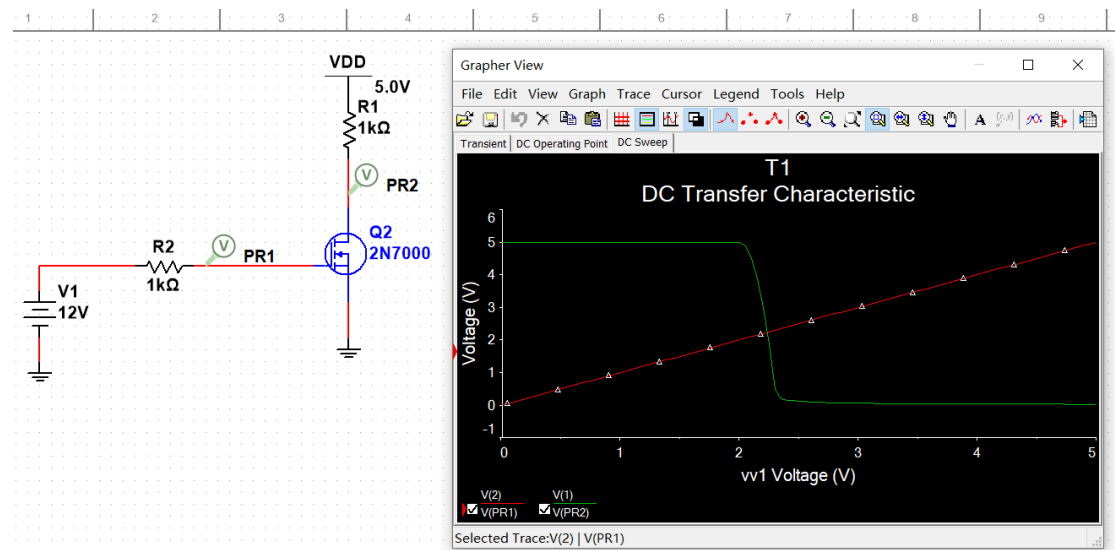 1 2 3 4 5 6 7 8 9
VDD
5.0V
R1
1kΩ
V
PR2
Q2
2N7000
R2
1kΩ
V
PR1
V1
12V
Grapher View
File Edit View Graph Trace Cursor Legend Tools Help
A
Transient DC Operating Point DC Sweep
T1
DC Transfer Characteristic
Voltage (V)
6
5
4
3
2
1
0
-1
0 1 2 3 4 5
vv1 Voltage (V)
V(2) V(1)
V(PR1) V(PR2)
Selected Trace:V(2) | V(PR1)